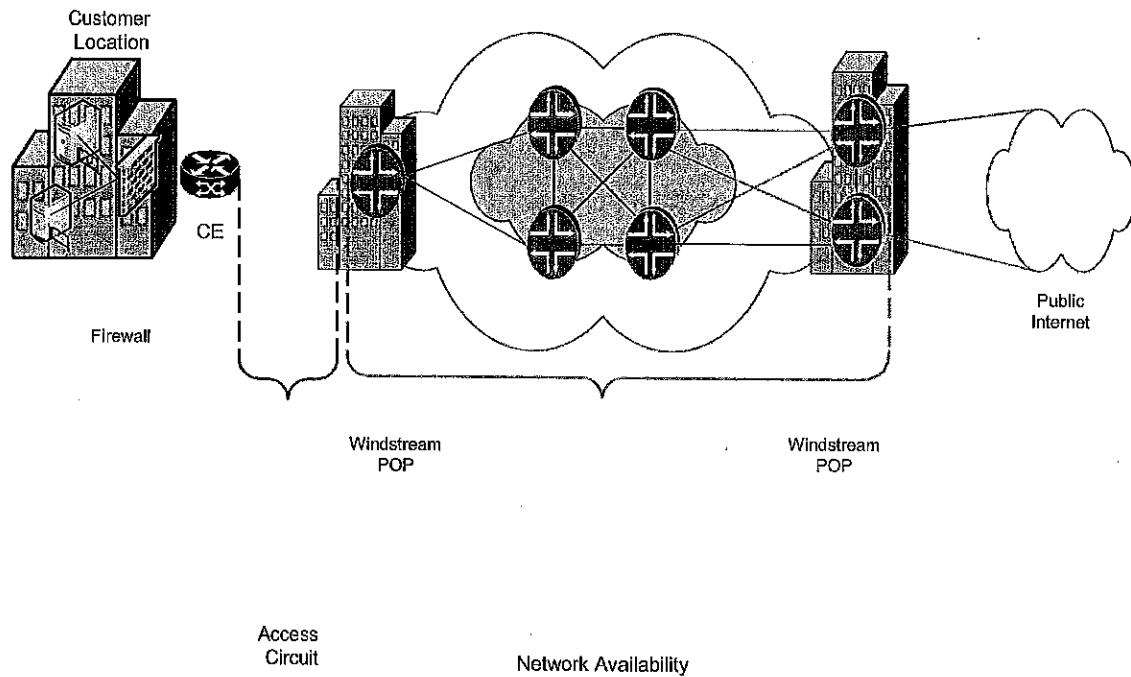 Customer
Location
CE
Firewall
Public
Internet
Windstream
POP
Windstream
POP
Access
Circuit
Network Availability